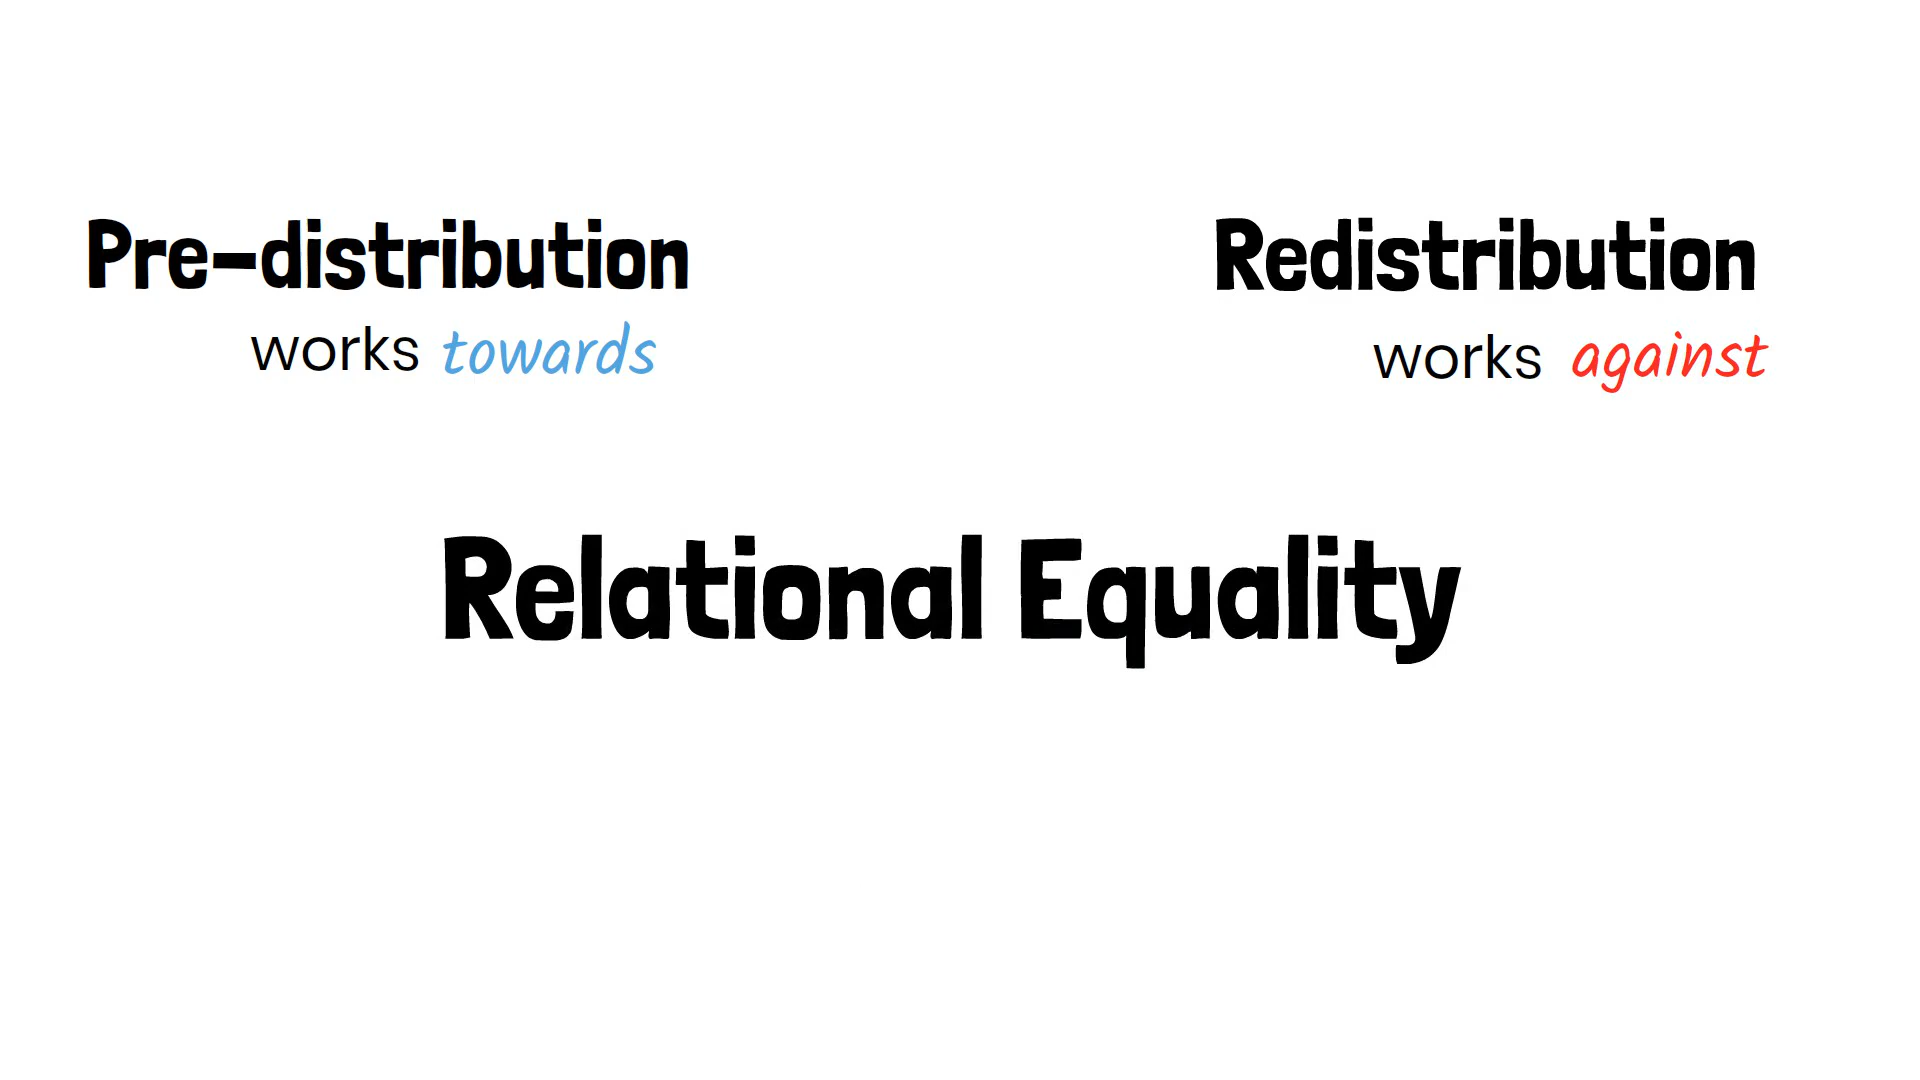 Pre-distribution
works towards
Redistribution
works against
Relational Equality